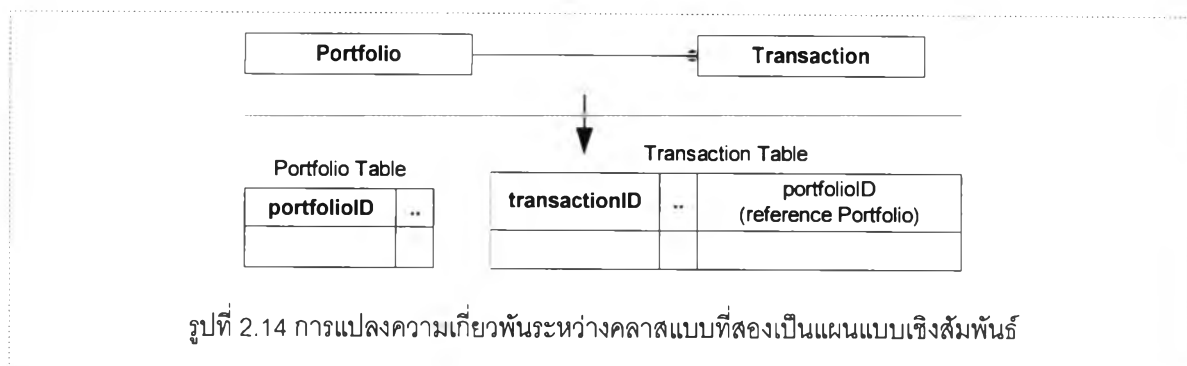 Portfolio
Transaction
Portfolio Table
Transaction Table
portfolioID
..
transactionID
..
portfolioID
(reference Portfolio)
รูปที่ 2.14 การแปลงความเกี่ยวพันระหว่างคลาสแบบที่สองเป็นแผนแบบเชิงสัมพันธ์